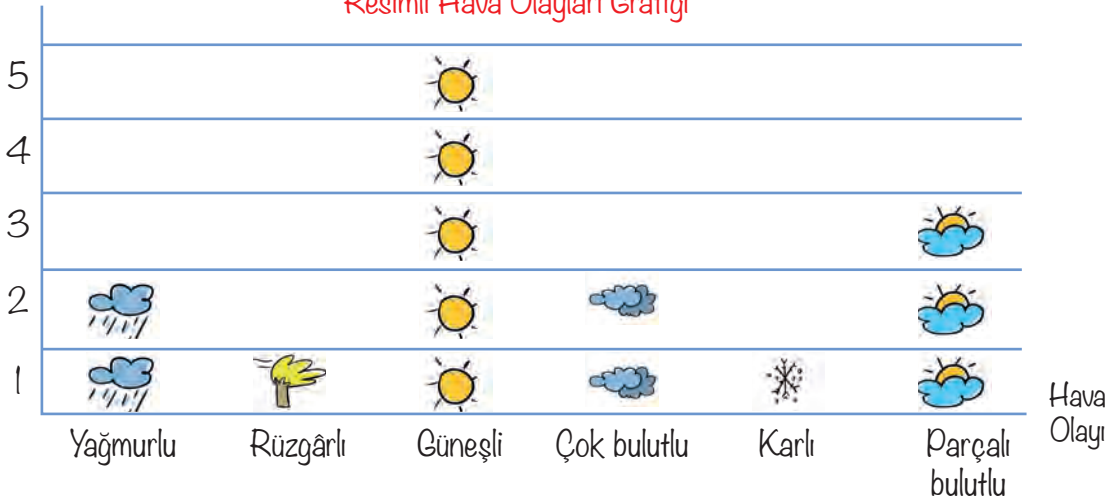 Resimli Hava Olayları Grafiği
5
4
3
2
1
Yağmurlu Rüzgârlı Güneşli Çok bulutlu Karlı Parçalı
bulutlu
Hava
Olayı